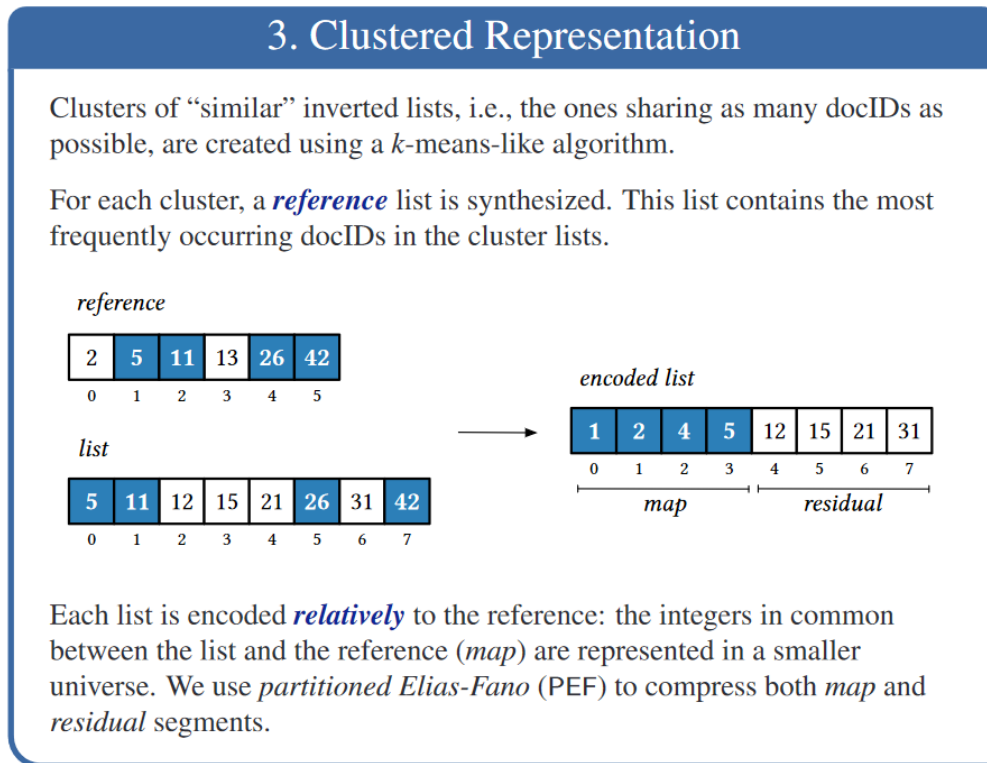 3. Clustered Representation
Clusters of “similar” inverted lists, i.e., the ones sharing as many docIDs as
possible, are created using a k-means-like algorithm.
For each cluster, a reference list is synthesized. This list contains the most
frequently occurring docIDs in the cluster lists.
reference
2 5 11 13 26 42
0 1 2 3 4 5
list
5 11 12 15 21 26 31 42
0 1 2 3 4 5 6 7
encoded list
1 2 4 5 12 15 21 31
0 1 2 3 4 5 6 7
map residual
Each list is encoded relatively to the reference: the integers in common
between the list and the reference (map) are represented in a smaller
universe. We use partitioned Elias-Fano (PEF) to compress both map and
residual segments.